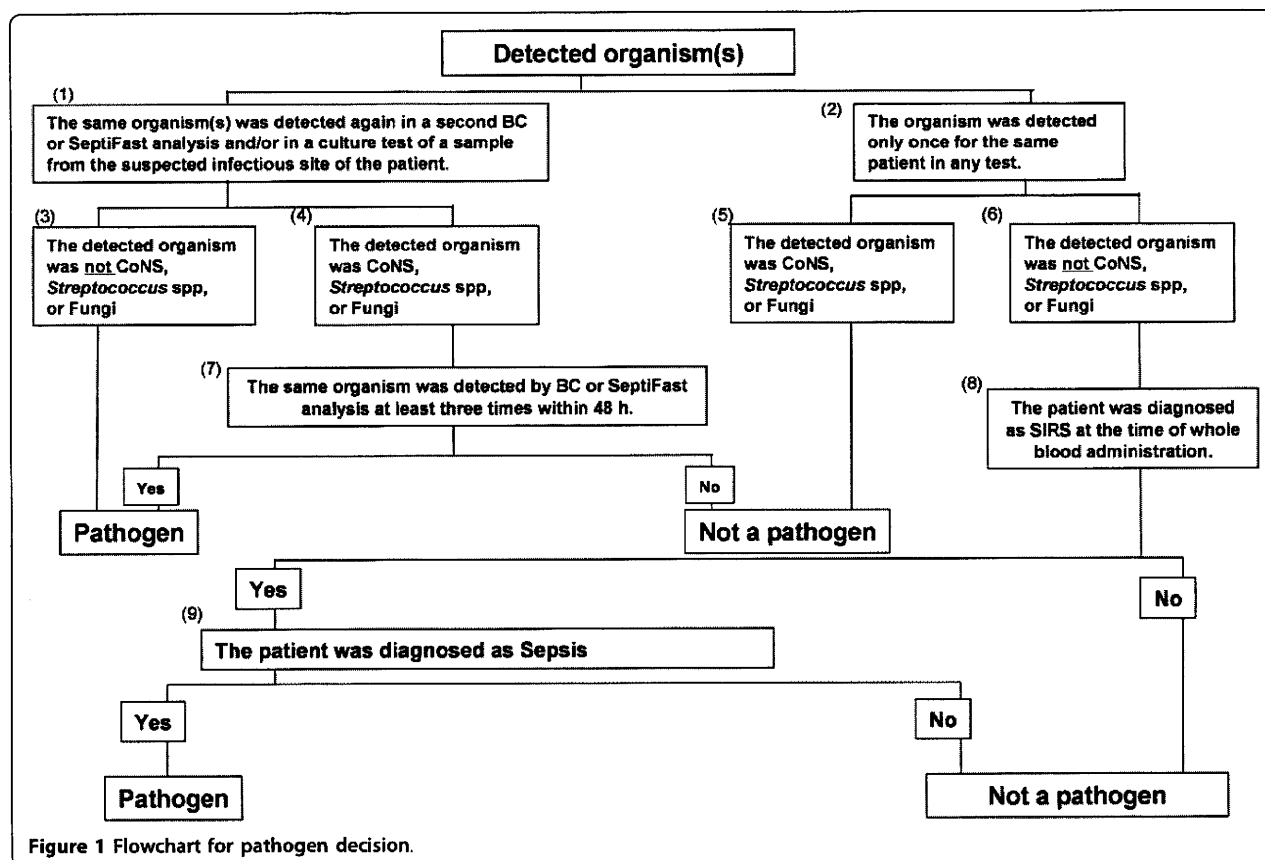 Detected organism(s)
(1)
The same organism(s) was detected again in a second BC
or SeptiFast analysis and/or in a culture test of a sample
from the suspected infectious site of the patient.
(2)
The organism was detected
only once for the same
patient in any test.
(3)
The detected organism
was not CoNS,
Streptococcus spp,
or Fungi
(4)
The detected organism
was CoNS,
Streptococcus spp,
or Fungi
(5)
The detected organism
was CoNS,
Streptococcus spp,
or Fungi
(6)
The detected organism
was not CoNS,
Streptococcus spp,
or Fungi
(7)
The same organism was detected by BC or SeptiFast
analysis at least three times within 48 h.
(8)
The patient was diagnosed
as SIRS at the time of whole
blood administration.
Yes
No
Pathogen
Not a pathogen
Yes
No
(9)
The patient was diagnosed as Sepsis
Yes
No
Pathogen
Not a pathogen
Figure 1 Flowchart for pathogen decision.